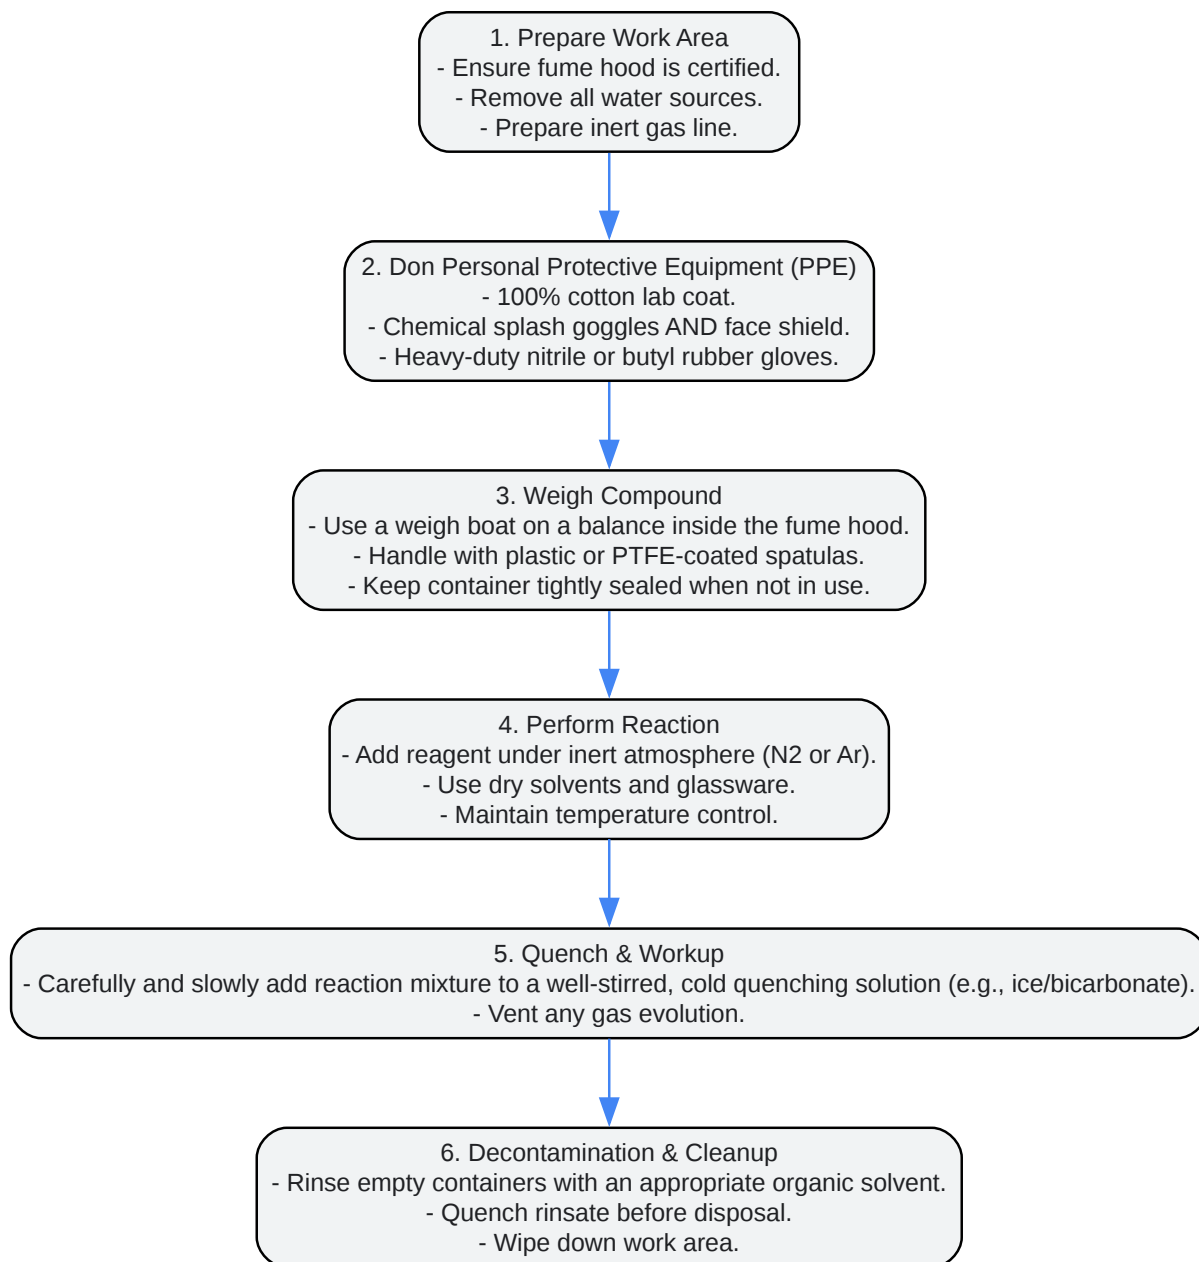 1. Prepare Work Area
- Ensure fume hood is certified.
- Remove all water sources.
- Prepare inert gas line.
2. Don Personal Protective Equipment (PPE)
- 100% cotton lab coat.
- Chemical splash goggles AND face shield.
- Heavy-duty nitrile or butyl rubber gloves.
3. Weigh Compound
- Use a weigh boat on a balance inside the fume hood.
- Handle with plastic or PTFE-coated spatulas.
- Keep container tightly sealed when not in use.
4. Perform Reaction
- Add reagent under inert atmosphere (N2 or Ar).
- Use dry solvents and glassware.
- Maintain temperature control.
5. Quench & Workup
- Carefully and slowly add reaction mixture to a well-stirred, cold quenching solution (e.g., ice/bicarbonate).
- Vent any gas evolution.
6. Decontamination & Cleanup
- Rinse empty containers with an appropriate organic solvent.
- Quench rinsate before disposal.
- Wipe down work area.